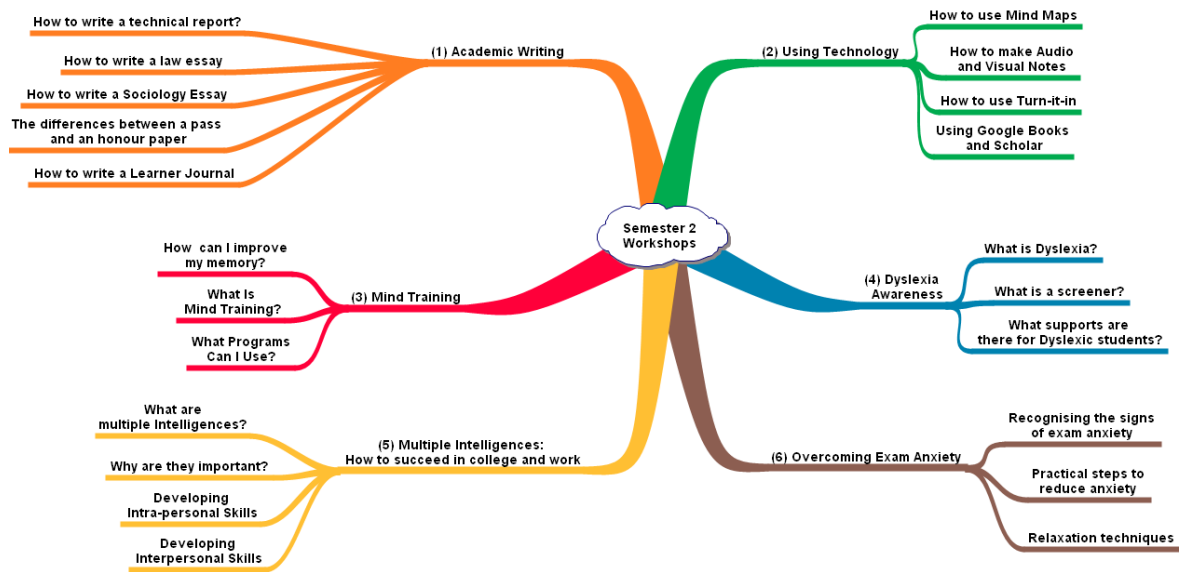 Semester 2
Workshops
(1) Academic Writing
How to write a technical report?
How to write a law essay
How to write a Sociology Essay
The differences between a pass
and an honour paper
How to write a Learner Journal
(2) Using Technology
How to use Mind Maps
How to make Audio
and Visual Notes
How to use Turn-it-in
Using Google Books
and Scholar
(3) Mind Training
How can I improve
my memory?
What Is
Mind Training?
What Programs
Can I Use?
(4) Dyslexia
Awareness
What is Dyslexia?
What is a screener?
What supports are
there for Dyslexic students?
(5) Multiple Intelligences:
How to succeed in college and work
What are
multiple Intelligences?
Why are they important?
Developing
Intra-personal Skills
Developing
Interpersonal Skills
(6) Overcoming Exam Anxiety
Recognising the signs
of exam anxiety
Practical steps to
reduce anxiety
Relaxation techniques